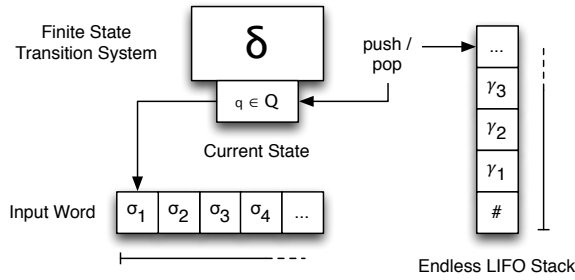 Finite State
Transition System
δ
push /
pop
q ∈ Q
Current State
Input Word
σ1 σ2 σ3 σ4 ...
...
γ3
γ2
γ1
#
Endless LIFO Stack